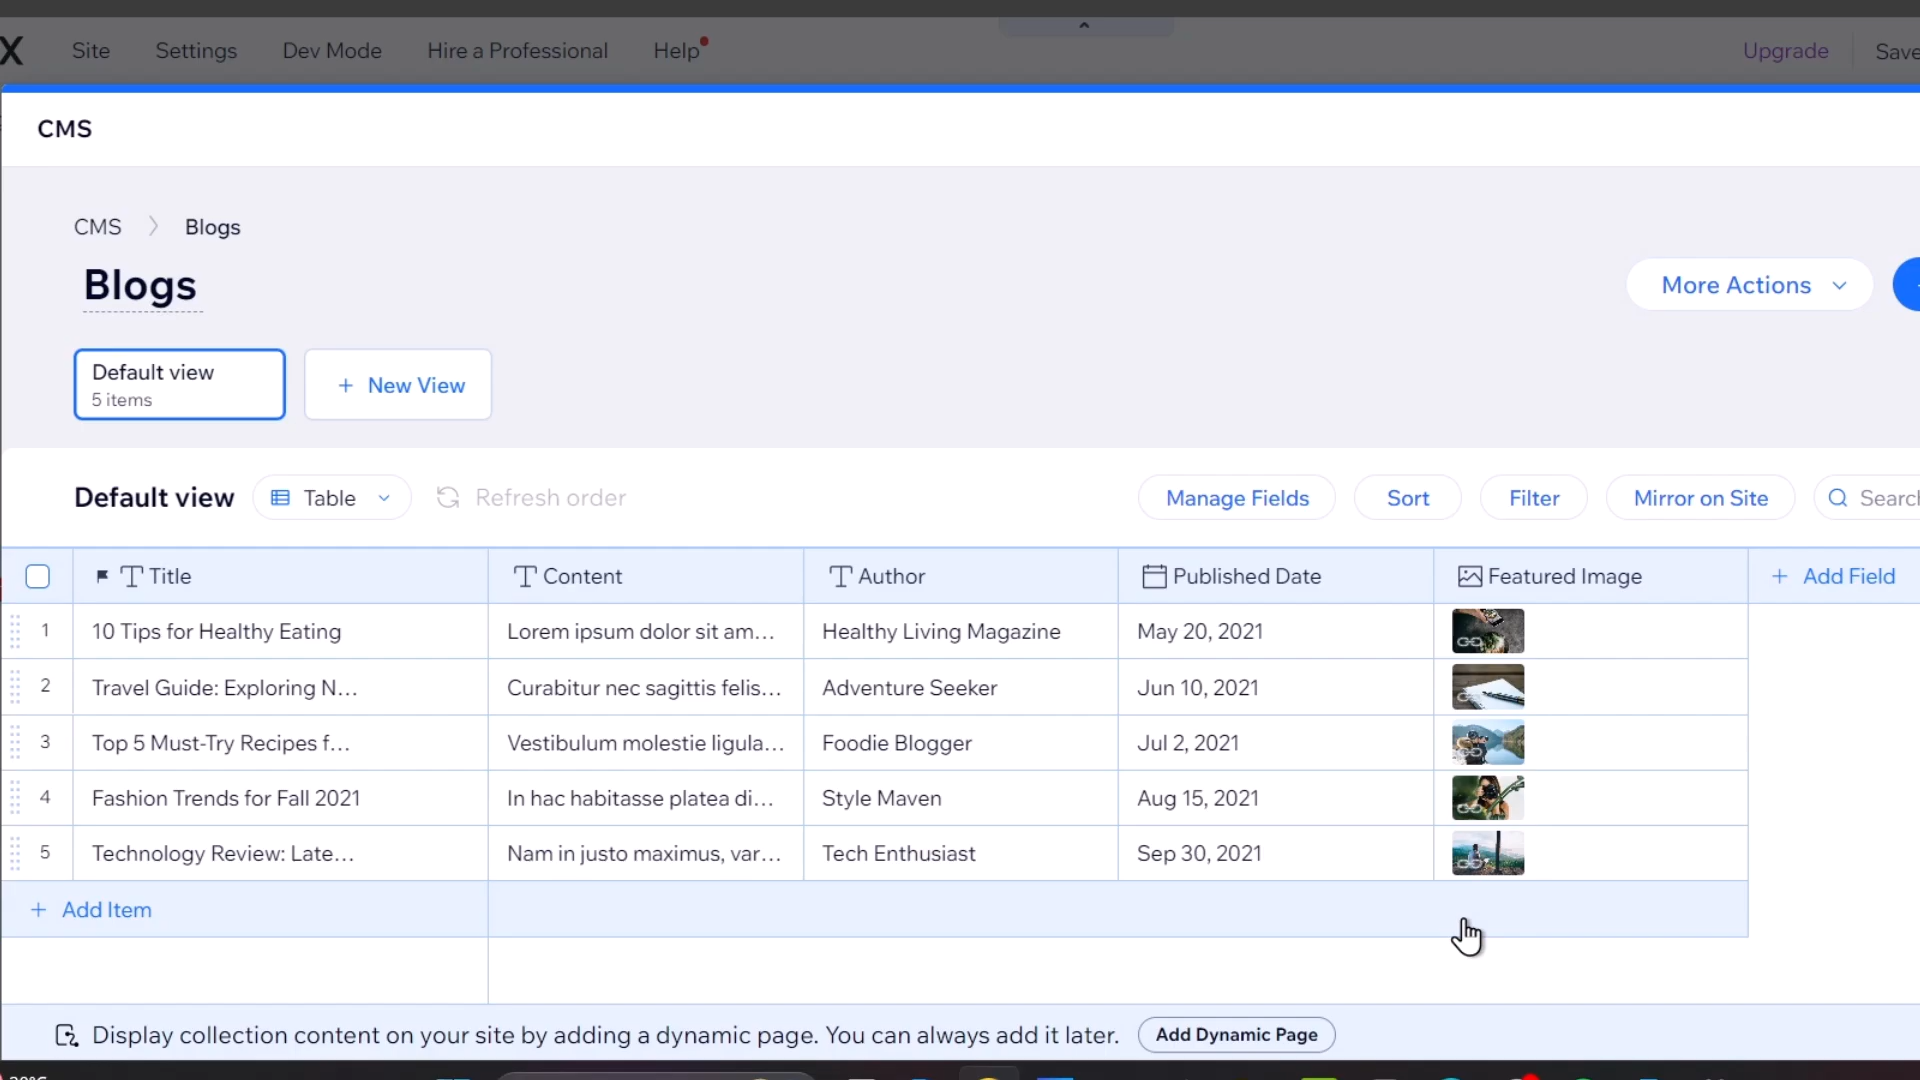 X Site Settings Dev Mode Hire a Professional Help Upgrade Save
CMS
CMS Blogs
Blogs
More Actions
Default view
5 items
+ New View
Default view Table Refresh order Manage Fields Sort Filter Mirror on Site Search
Title Content Author Published Date Featured Image + Add Field
1 10 Tips for Healthy Eating Lorem ipsum dolor sit am... Healthy Living Magazine May 20, 2021
2 Travel Guide: Exploring N... Curabitur nec sagittis felis... Adventure Seeker Jun 10, 2021
3 Top 5 Must-Try Recipes f... Vestibulum molestie ligula... Foodie Blogger Jul 2, 2021
4 Fashion Trends for Fall 2021 In hac habitasse platea di... Style Maven Aug 15, 2021
5 Technology Review: Late... Nam in justo maximus, var... Tech Enthusiast Sep 30, 2021
+ Add Item
Display collection content on your site by adding a dynamic page. You can always add it later. Add Dynamic Page